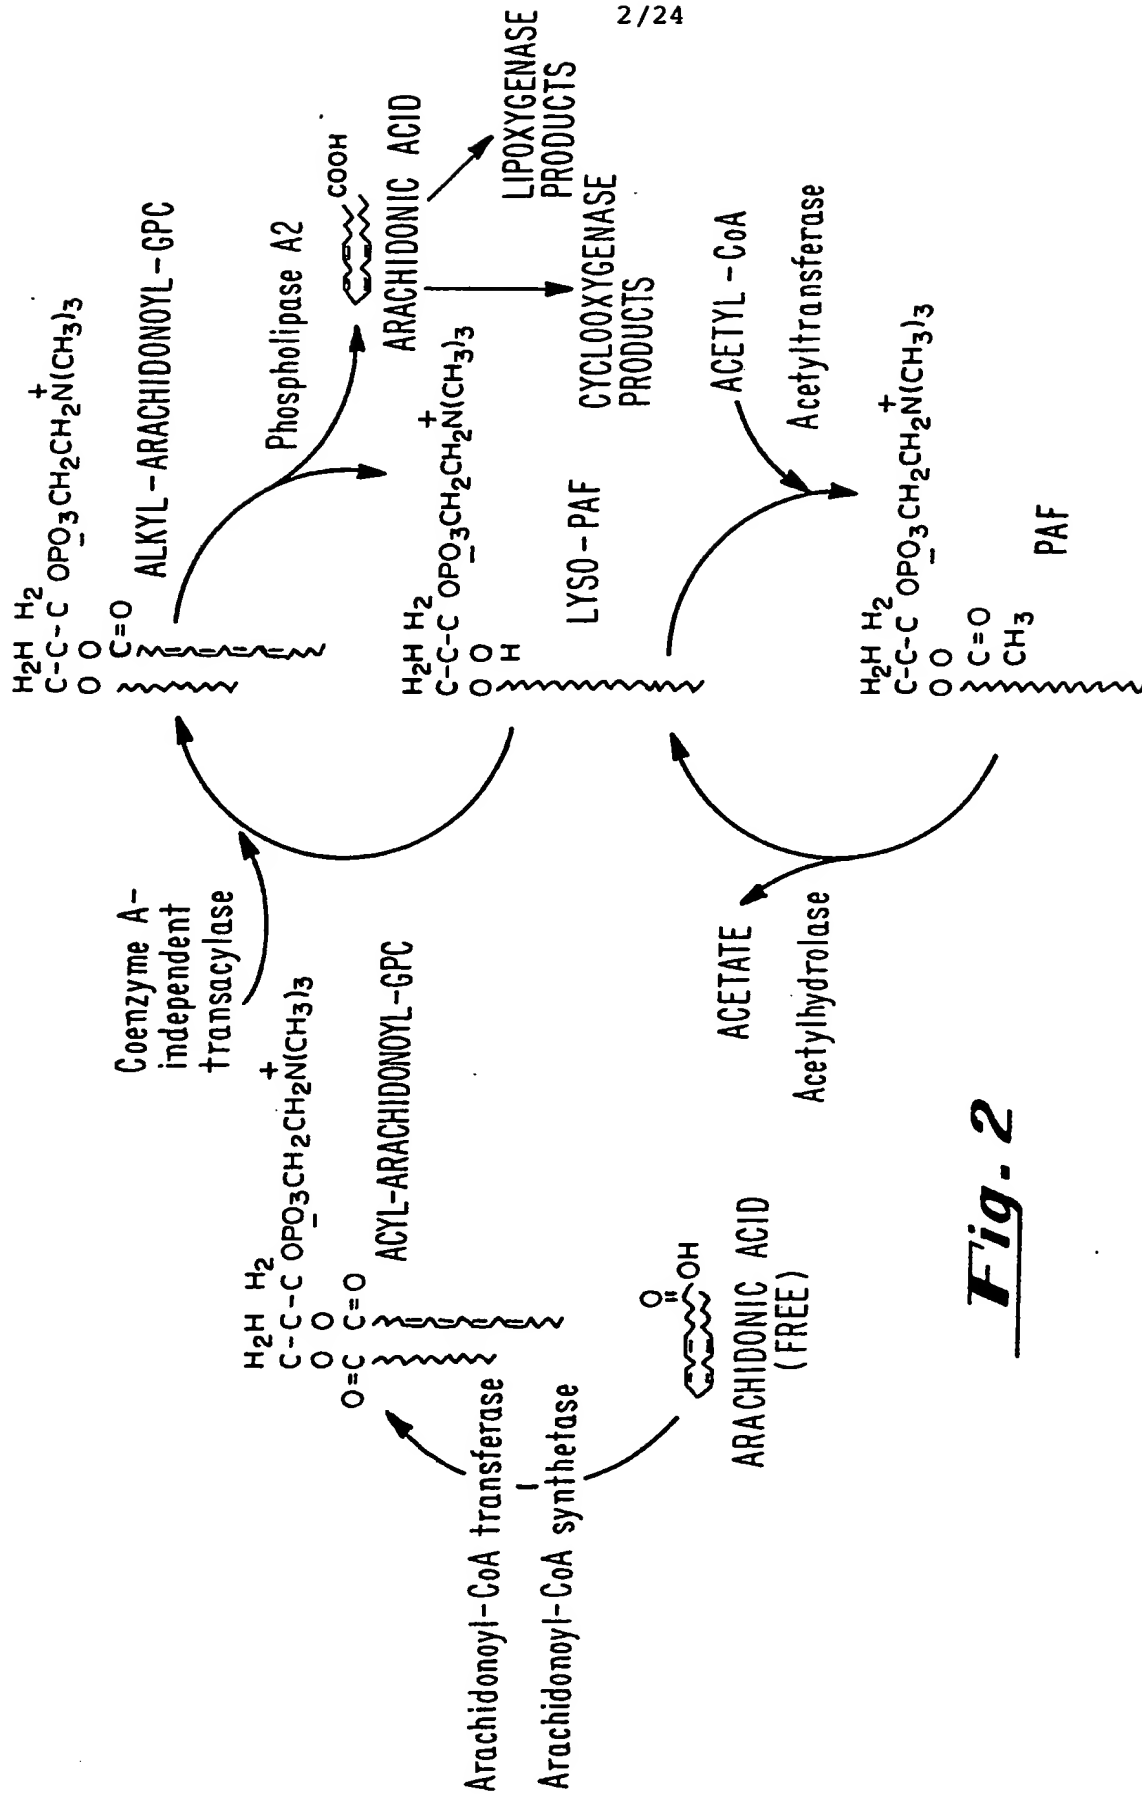 2/24
H2H H2
C-C-C OPO3CH2CH2N(CH3)3
- +
O O
C=O
ALKYL-ARACHIDONOYL-GPC
Phospholipase A2
COOH
ARACHIDONIC ACID
LIPOXYGENASE
PRODUCTS
CYCLOOXYGENASE
PRODUCTS
Coenzyme A-
independent
transacylase
H2H H2
C-C-C OPO3CH2CH2N(CH3)3
- +
O O
O=C C=O
ACYL-ARACHIDONOYL-GPC
Arachidonoyl-CoA transferase
Arachidonoyl-CoA synthetase
O
=
OH
ARACHIDONIC ACID
(FREE)
H2H H2
C-C-C OPO3CH2CH2N(CH3)3
- +
O O
H
LYSO-PAF
ACETYL-CoA
Acetyltransferase
ACETATE
Acetylhydrolase
H2H H2
C-C-C OPO3CH2CH2N(CH3)3
- +
O O
C=O
CH3
PAF
Fig. 2